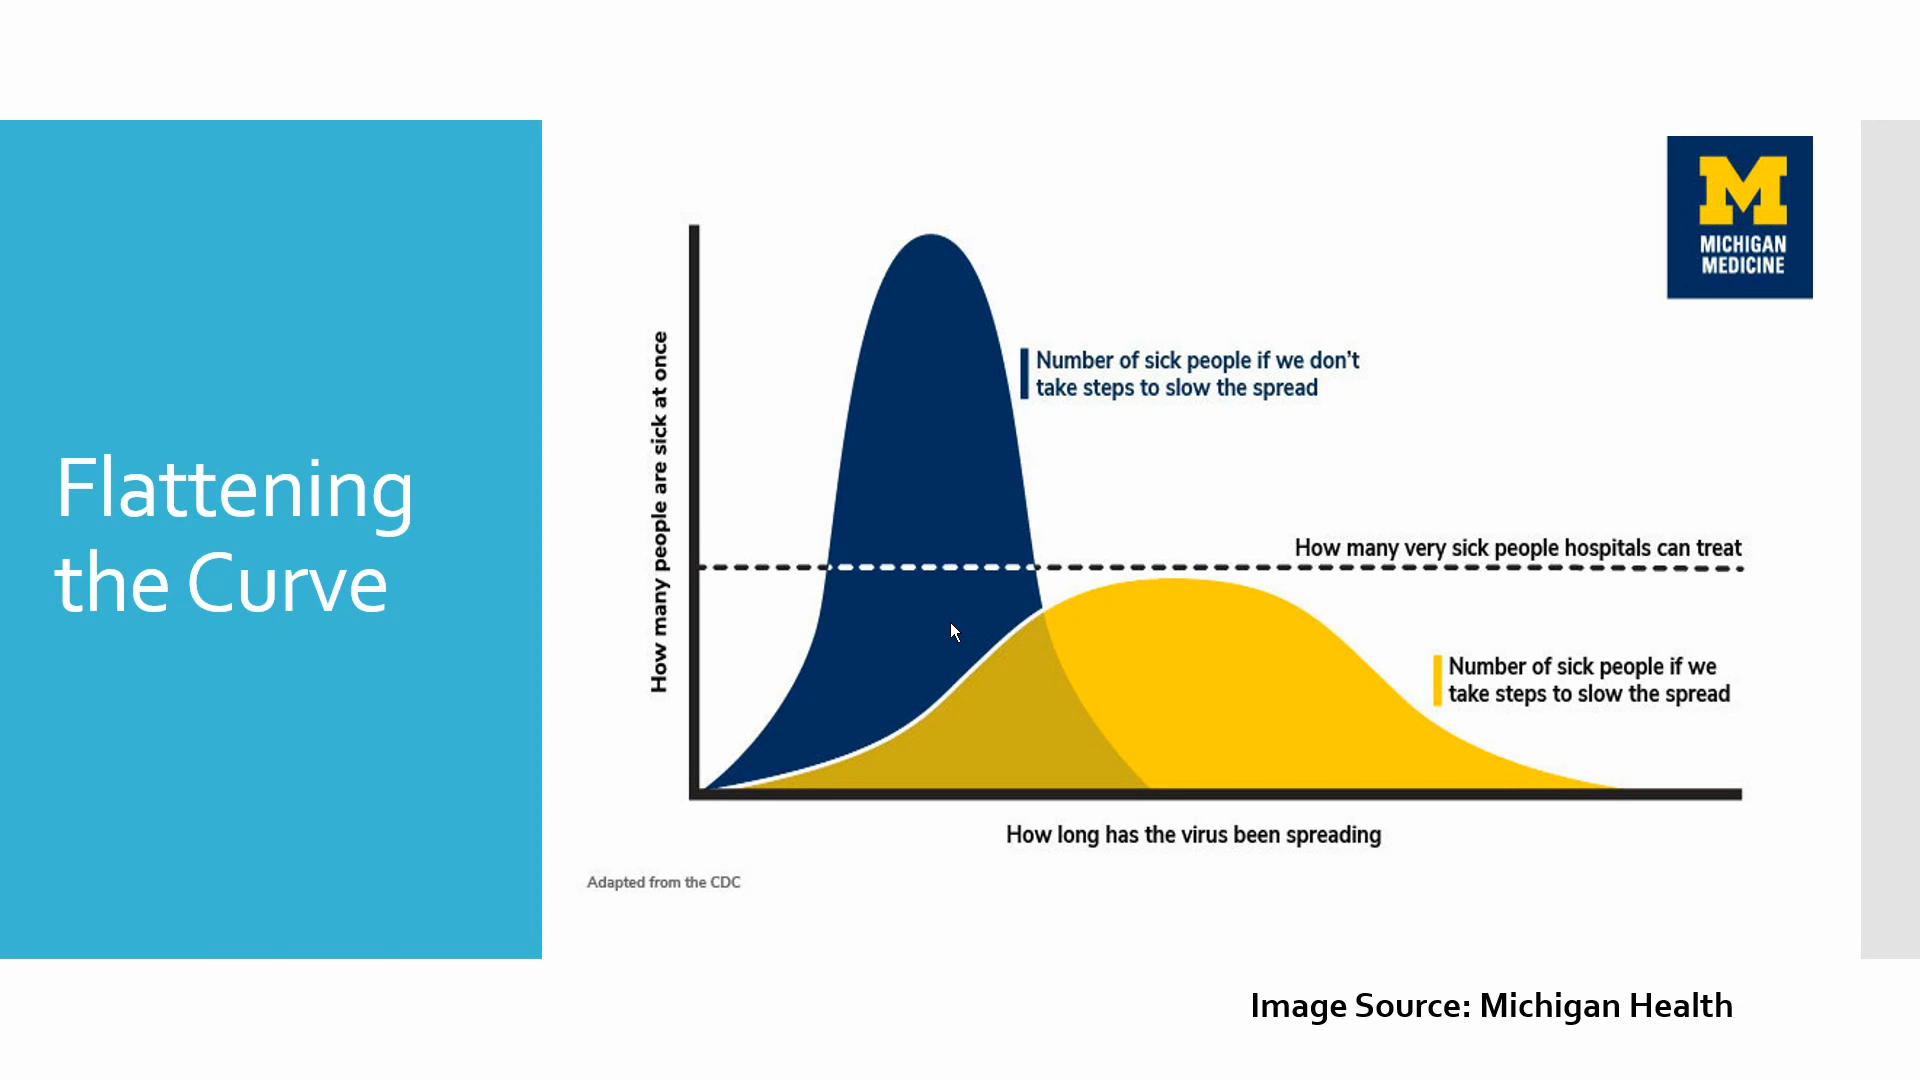 Flattening
the Curve
M
MICHIGAN
MEDICINE
How many people are sick at once
Number of sick people if we don't
take steps to slow the spread
How many very sick people hospitals can treat
Number of sick people if we
take steps to slow the spread
How long has the virus been spreading
Adapted from the CDC
Image Source: Michigan Health